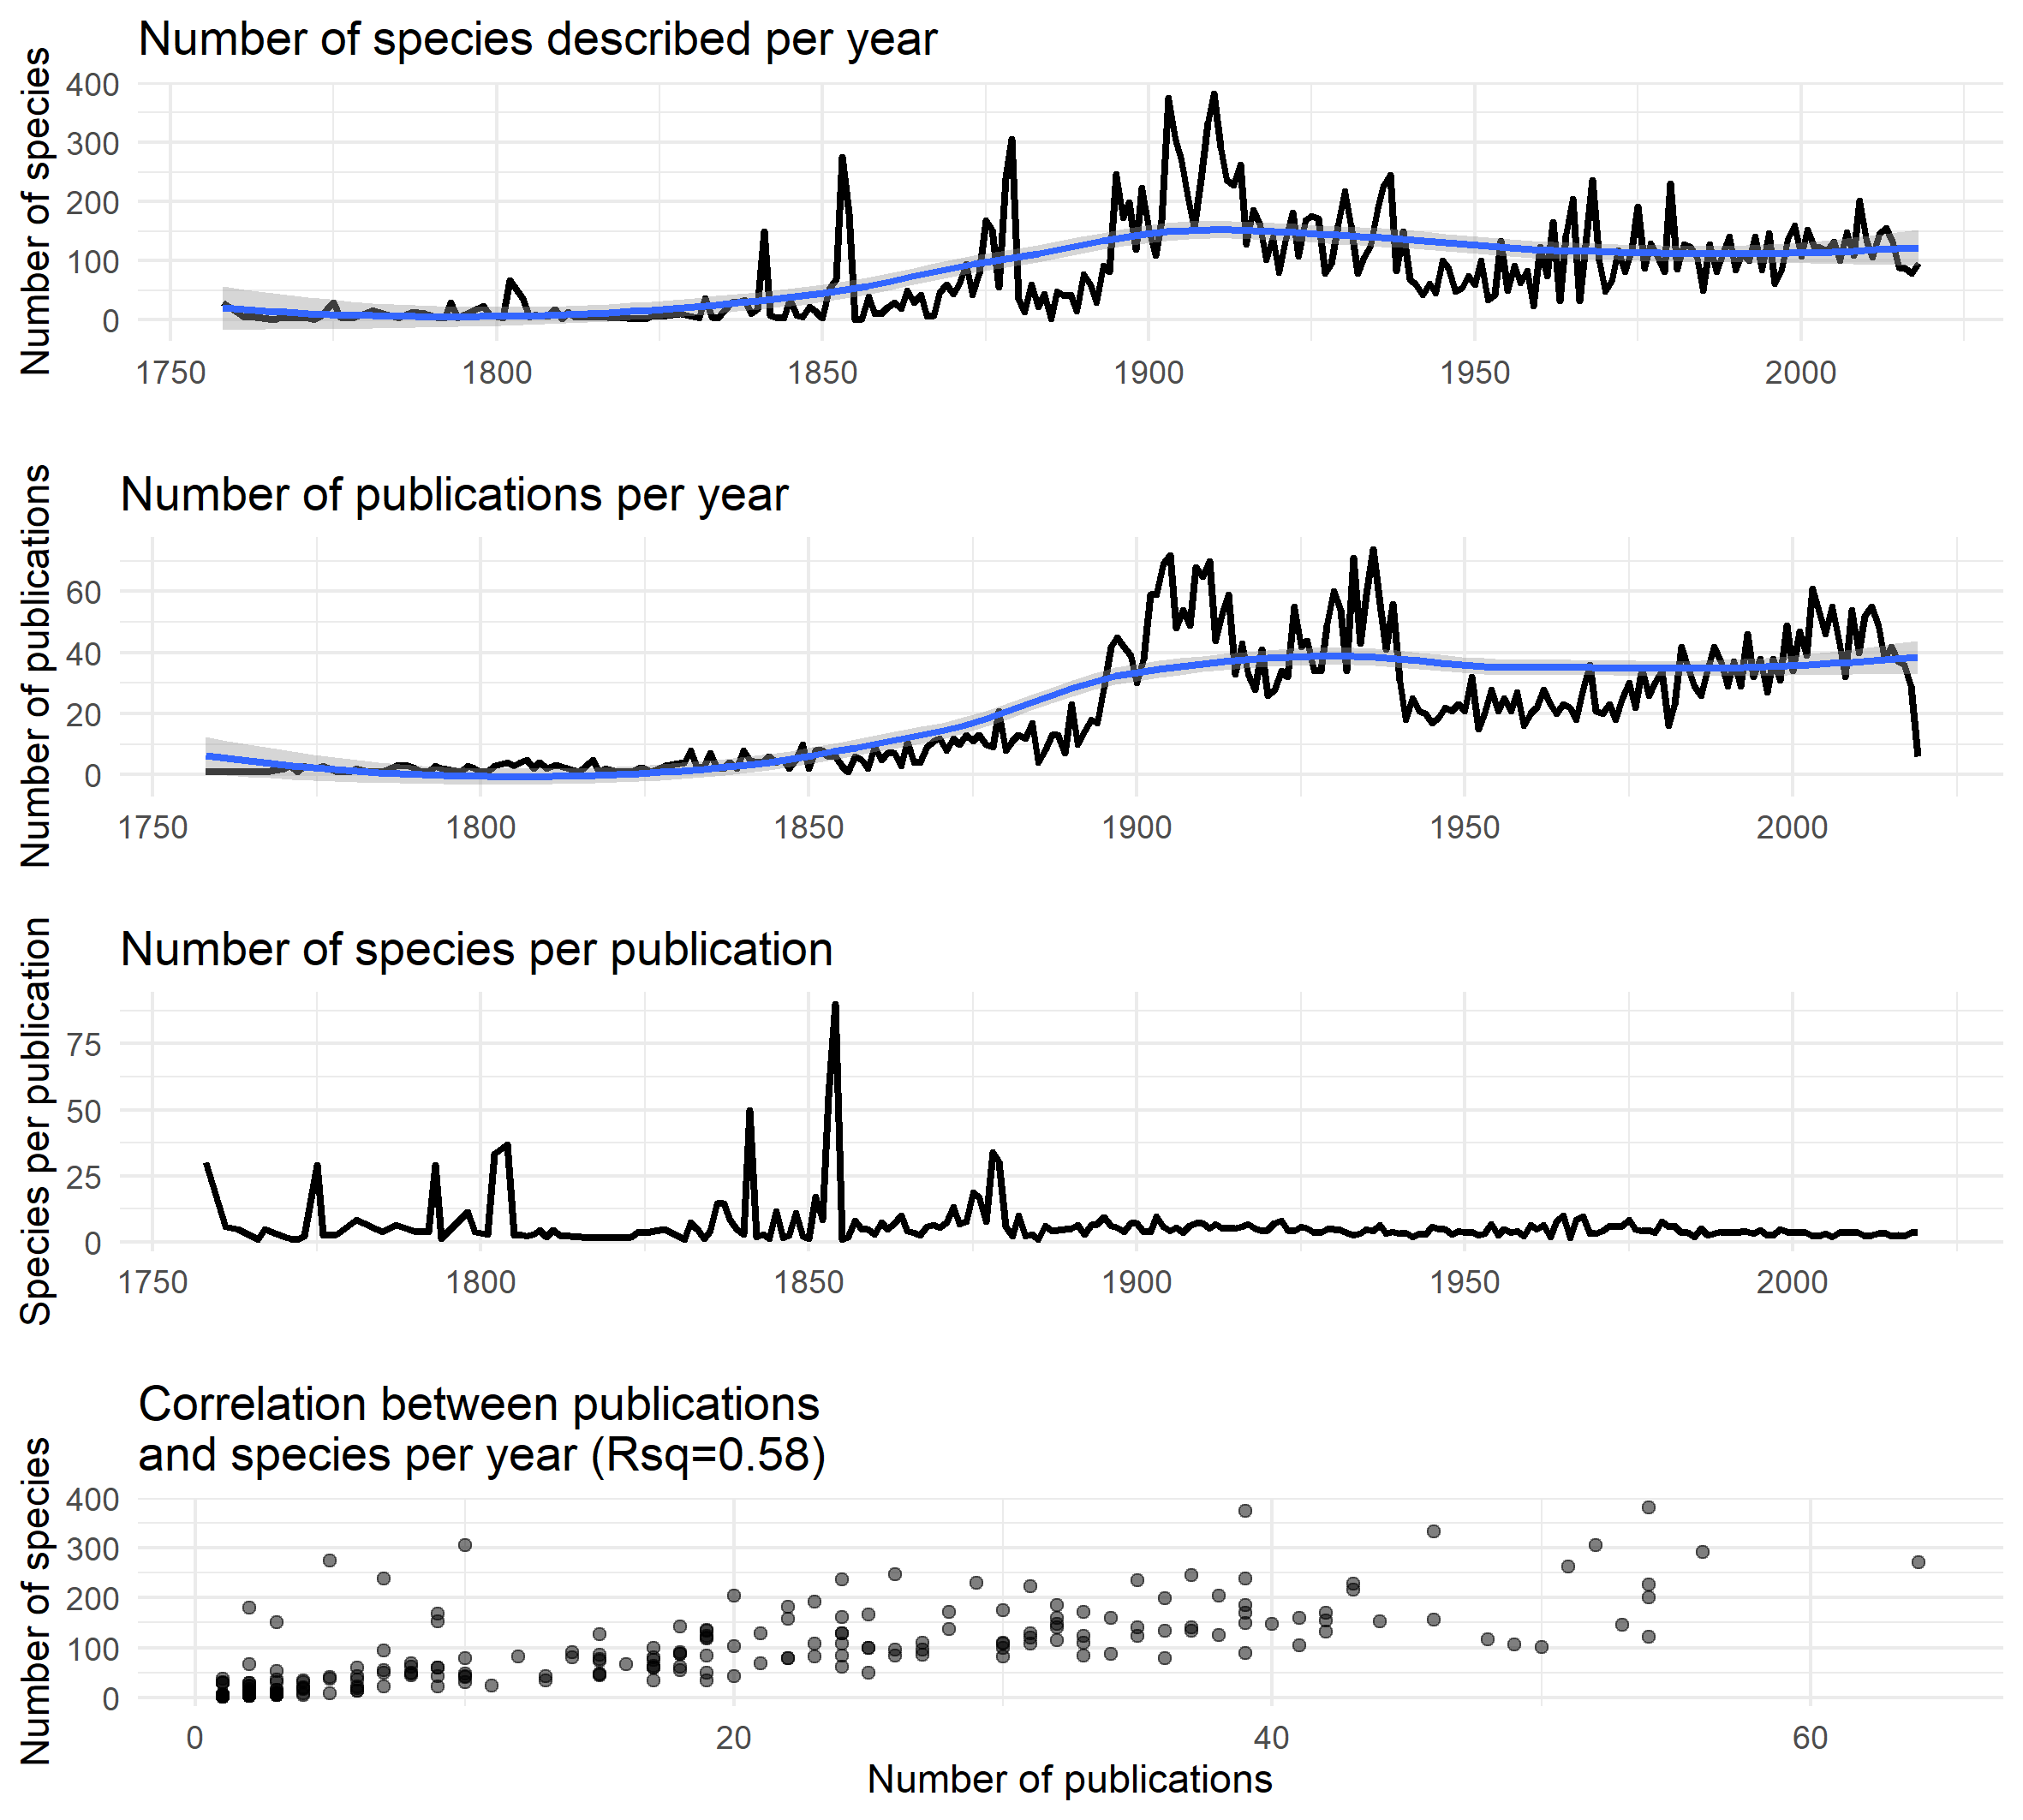 Number of species described per year
Number of species
400
300
200
100
0
1750 1800 1850 1900 1950 2000
Number of publications per year
Number of publications
60
40
20
0
1750 1800 1850 1900 1950 2000
Number of species per publication
Species per publication
75
50
25
0
1750 1800 1850 1900 1950 2000
Correlation between publications
and species per year (Rsq=0.58)
Number of species
400
300
200
100
0
0 20 40 60
Number of publications